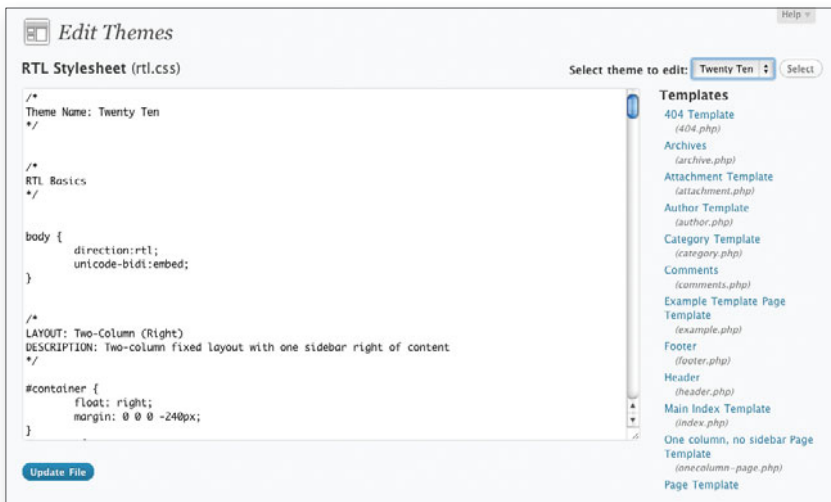 Help
Edit Themes
RTL Stylesheet (rtl.css)
Select theme to edit: Twenty Ten Select
/*
Theme Name: Twenty Ten
*/
/*
RTL Basics
*/
body {
direction:rtl;
unicode-bidi:embed;
}
/*
LAYOUT: Two-Column (Right)
DESCRIPTION: Two-column fixed layout with one sidebar right of content
*/
#container {
float: right;
margin: 0 0 0 -240px;
}
Update File
Templates
404 Template
(404.php)
Archives
(archive.php)
Attachment Template
(attachment.php)
Author Template
(author.php)
Category Template
(category.php)
Comments
(comments.php)
Example Template Page
Template
(example.php)
Footer
(footer.php)
Header
(header.php)
Main Index Template
(index.php)
One column, no sidebar Page
Template
(onecolumn-page.php)
Page Template